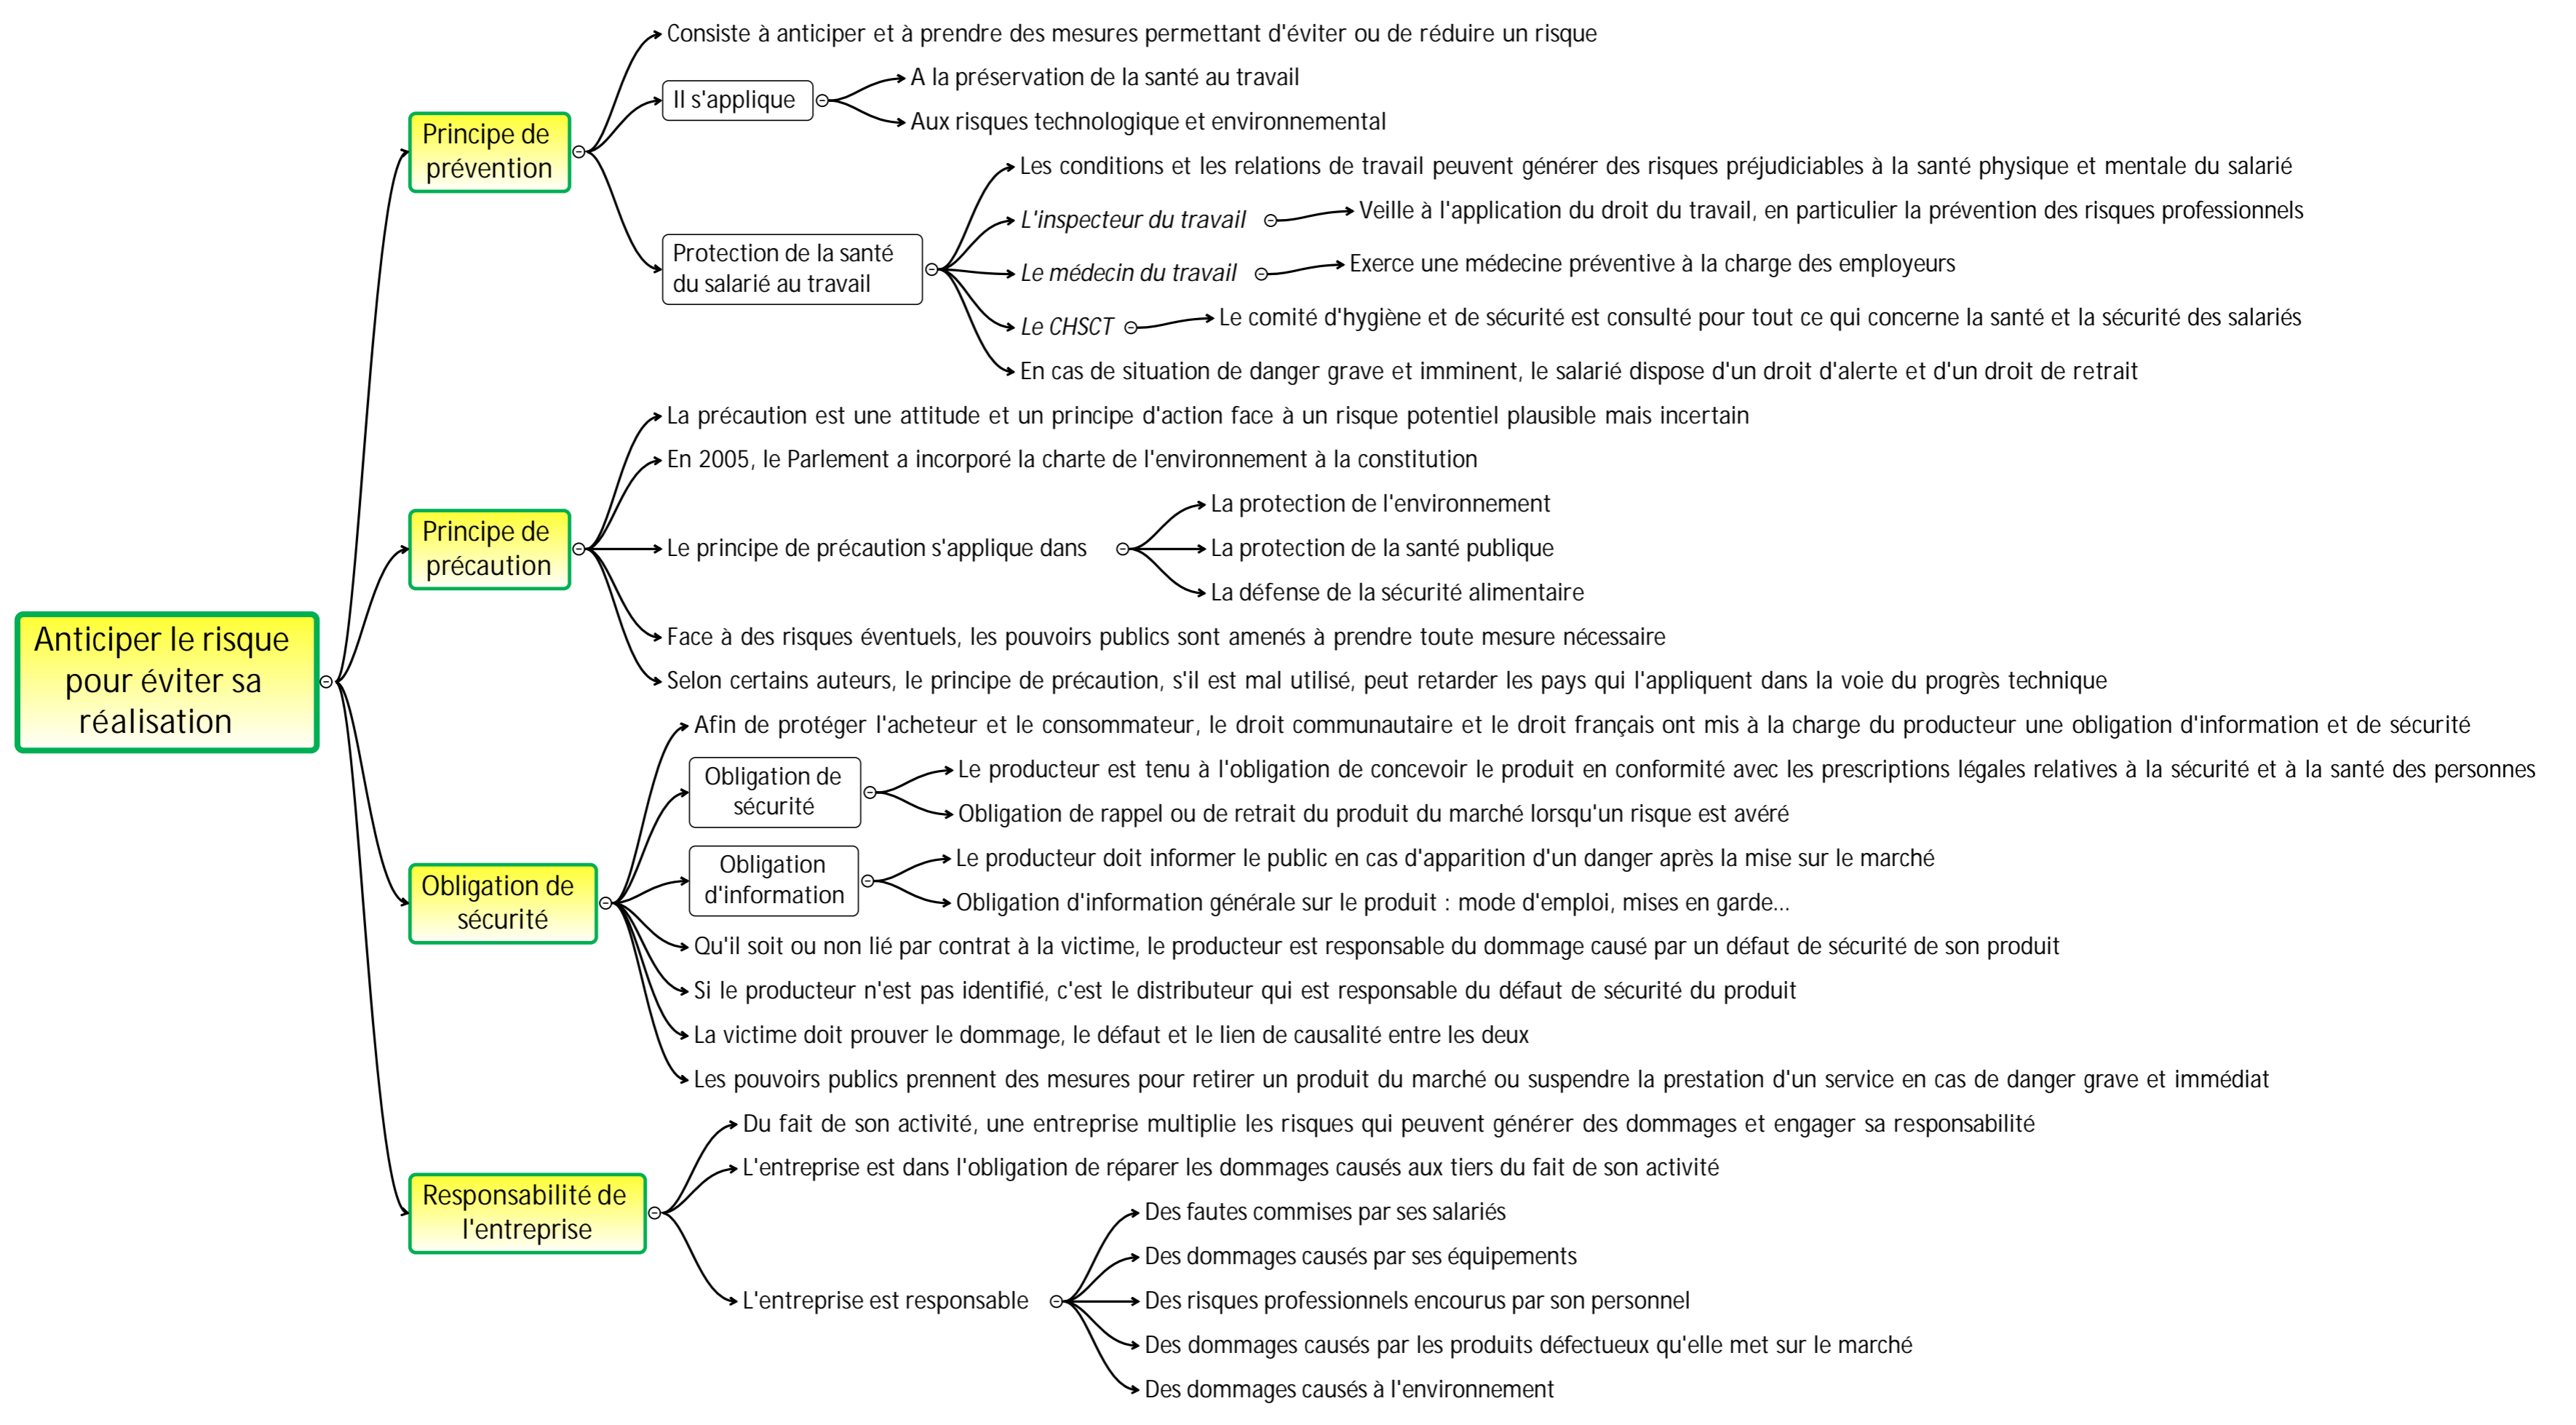 Consiste à anticiper et à prendre des mesures permettant d'éviter ou de réduire un risque
A la préservation de la santé au travail
Il s'applique
Aux risques technologique et environnemental
Principe de
prévention
Les conditions et les relations de travail peuvent générer des risques préjudiciables à la santé physique et mentale du salarié
L'inspecteur du travail
Veille à l'application du droit du travail, en particulier la prévention des risques professionnels
Protection de la santé
du salarié au travail
Le médecin du travail
Exerce une médecine préventive à la charge des employeurs
Le CHSCT
Le comité d'hygiène et de sécurité est consulté pour tout ce qui concerne la santé et la sécurité des salariés
En cas de situation de danger grave et imminent, le salarié dispose d'un droit d'alerte et d'un droit de retrait
La précaution est une attitude et un principe d'action face à un risque potentiel plausible mais incertain
En 2005, le Parlement a incorporé la charte de l'environnement à la constitution
Principe de
précaution
Le principe de précaution s'applique dans
La protection de l'environnement
La protection de la santé publique
La défense de la sécurité alimentaire
Face à des risques éventuels, les pouvoirs publics sont amenés à prendre toute mesure nécessaire
Selon certains auteurs, le principe de précaution, s'il est mal utilisé, peut retarder les pays qui l'appliquent dans la voie du progrès technique
Anticiper le risque
pour éviter sa
réalisation
Afin de protéger l'acheteur et le consommateur, le droit communautaire et le droit français ont mis à la charge du producteur une obligation d'information et de sécurité
Obligation de
sécurité
Le producteur est tenu à l'obligation de concevoir le produit en conformité avec les prescriptions légales relatives à la sécurité et à la santé des personnes
Obligation de rappel ou de retrait du produit du marché lorsqu'un risque est avéré
Obligation
d'information
Le producteur doit informer le public en cas d'apparition d'un danger après la mise sur le marché
Obligation d'information générale sur le produit : mode d'emploi, mises en garde...
Obligation de
sécurité
Qu'il soit ou non lié par contrat à la victime, le producteur est responsable du dommage causé par un défaut de sécurité de son produit
Si le producteur n'est pas identifié, c'est le distributeur qui est responsable du défaut de sécurité du produit
La victime doit prouver le dommage, le défaut et le lien de causalité entre les deux
Les pouvoirs publics prennent des mesures pour retirer un produit du marché ou suspendre la prestation d'un service en cas de danger grave et immédiat
Du fait de son activité, une entreprise multiplie les risques qui peuvent générer des dommages et engager sa responsabilité
L'entreprise est dans l'obligation de réparer les dommages causés aux tiers du fait de son activité
Responsabilité de
l'entreprise
L'entreprise est responsable
Des fautes commises par ses salariés
Des dommages causés par ses équipements
Des risques professionnels encourus par son personnel
Des dommages causés par les produits défectueux qu'elle met sur le marché
Des dommages causés à l'environnement